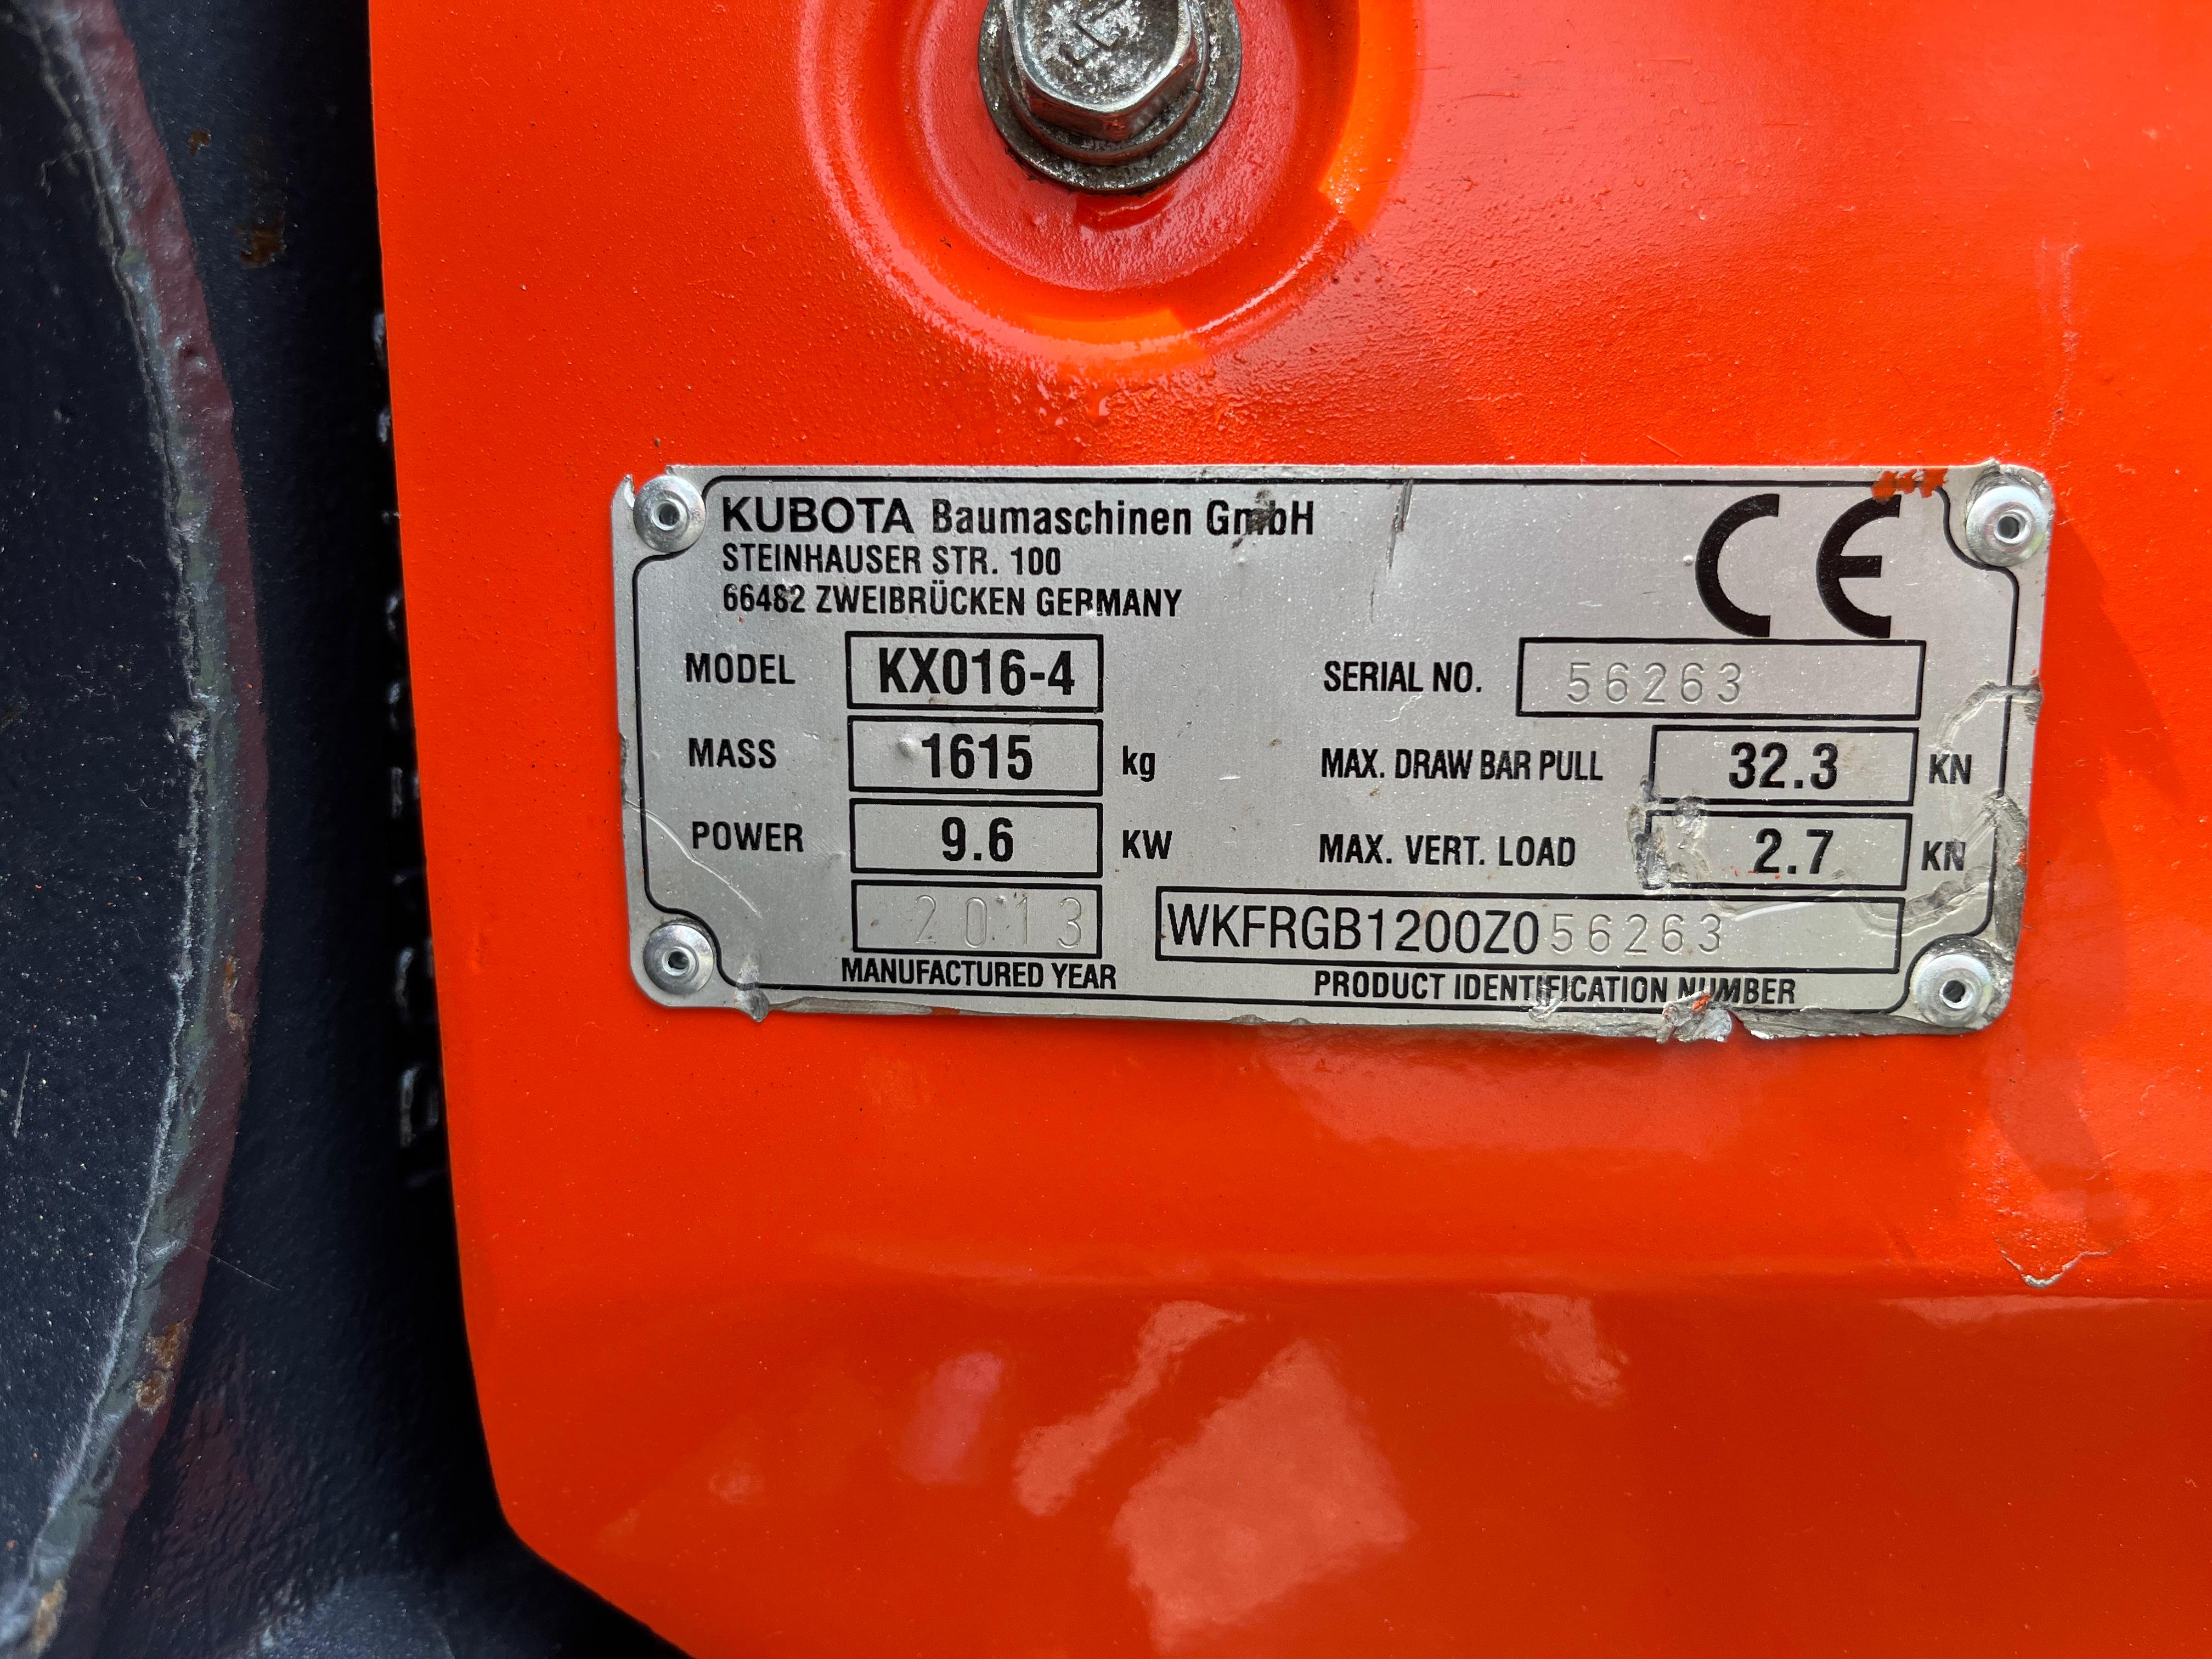 KUBOTA Baumaschinen GmbH
STEINHAUSER STR. 100
66482 ZWEIBRÜCKEN GERMANY
CE
MODEL KX016-4
SERIAL NO. 56263
MASS 1615 kg
MAX. DRAW BAR PULL 32.3 KN
POWER 9.6 KW
MAX. VERT. LOAD 2.7 KN
2013
MANUFACTURED YEAR
WKFRGB1200Z056263
PRODUCT IDENTIFICATION NUMBER